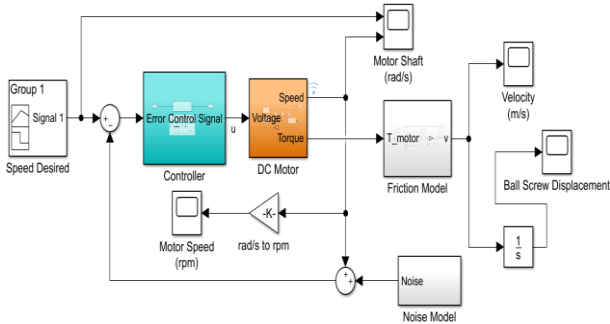 Group 1
Signal 1
Speed Desired
+
−
Error Control Signal
Controller
u
Voltage
Speed
Torque
DC Motor
Motor Shaft
(rad/s)
T_motor
v
Friction Model
Velocity
(m/s)
Ball Screw Displacement
1
s
-K-
rad/s to rpm
Motor Speed
(rpm)
+
+
Noise
Noise Model